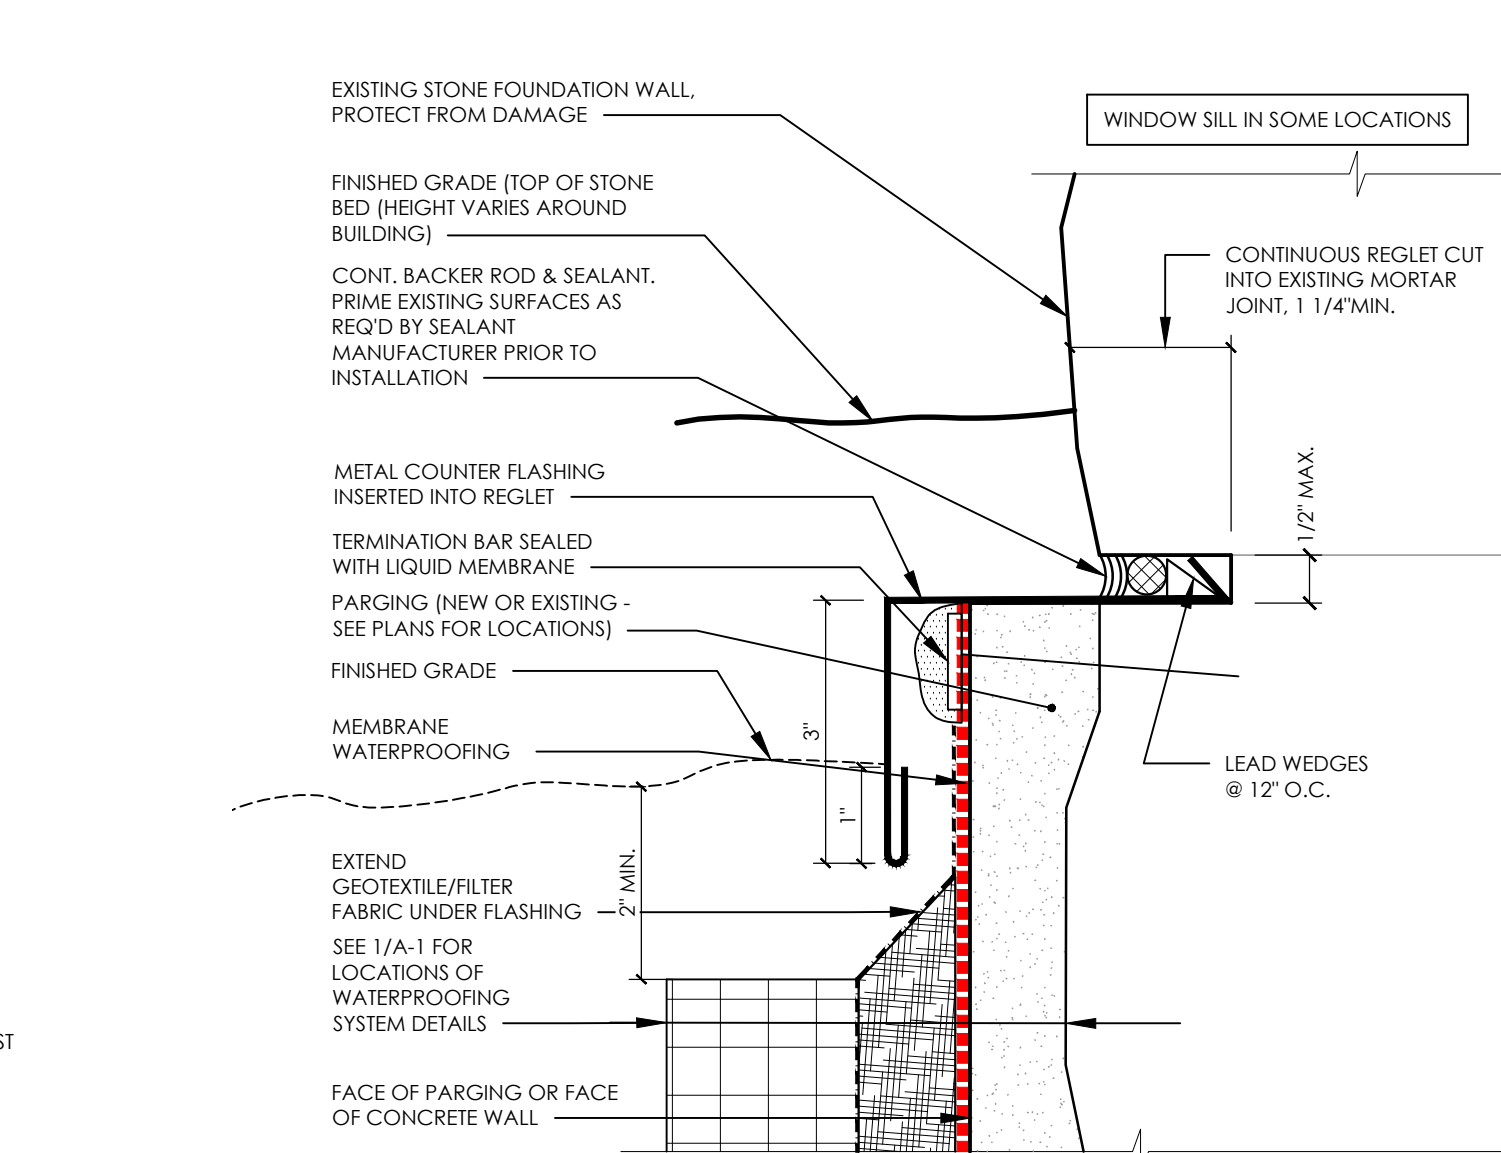 EXISTING STONE FOUNDATION WALL,
PROTECT FROM DAMAGE
WINDOW SILL IN SOME LOCATIONS
FINISHED GRADE (TOP OF STONE
BED (HEIGHT VARIES AROUND
BUILDING)
CONT. BACKER ROD & SEALANT.
PRIME EXISTING SURFACES AS
REQ'D BY SEALANT
MANUFACTURER PRIOR TO
INSTALLATION
CONTINUOUS REGLET CUT
INTO EXISTING MORTAR
JOINT, 1 1/4"MIN.
METAL COUNTER FLASHING
INSERTED INTO REGLET
1/2" MAX.
TERMINATION BAR SEALED
WITH LIQUID MEMBRANE
PARGING (NEW OR EXISTING -
SEE PLANS FOR LOCATIONS)
FINISHED GRADE
MEMBRANE
WATERPROOFING
3"
1"
LEAD WEDGES
@ 12" O.C.
EXTEND
GEOTEXTILE/FILTER
FABRIC UNDER FLASHING
2" MIN.
SEE 1/A-1 FOR
LOCATIONS OF
WATERPROOFING
SYSTEM DETAILS
ST
FACE OF PARGING OR FACE
OF CONCRETE WALL